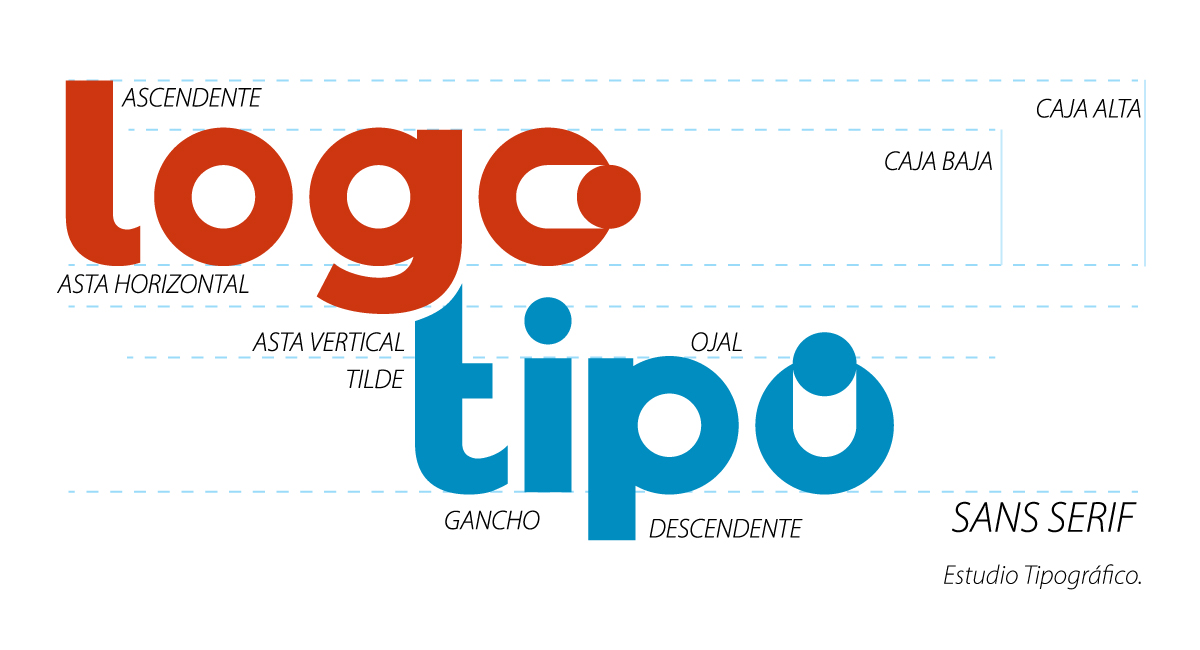 logo
ASCENDENTE
CAJA ALTA
CAJA BAJA
ASTA HORIZONTAL
tipo
ASTA VERTICAL
TILDE
OJAL
GANCHO
DESCENDENTE
SANS SERIF
Estudio Tipográfico.